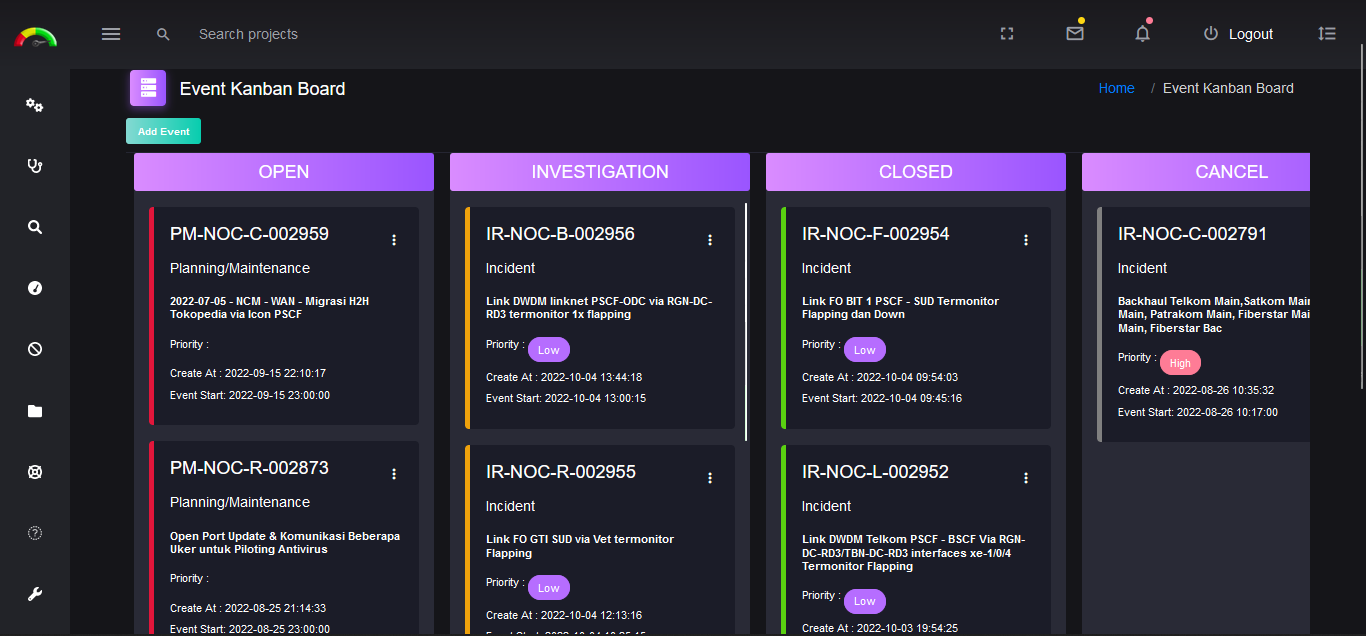 Search projects
Logout
Event Kanban Board
Home / Event Kanban Board
Add Event
OPEN
PM-NOC-C-002959
Planning/Maintenance
2022-07-05 - NCM - WAN - Migrasi H2H
Tokopedia via Icon PSCF
Priority :
Create At : 2022-09-15 22:10:17
Event Start: 2022-09-15 23:00:00
PM-NOC-R-002873
Planning/Maintenance
Open Port Update & Komunikasi Beberapa
Uker untuk Piloting Antivirus
Priority :
Create At : 2022-08-25 21:14:33
Event Start: 2022-08-25 23:00:00
INVESTIGATION
IR-NOC-B-002956
Incident
Link DWDM linknet PSCF-ODC via RGN-DC-
RD3 termonitor 1x flapping
Priority : Low
Create At : 2022-10-04 13:44:18
Event Start: 2022-10-04 13:00:15
IR-NOC-R-002955
Incident
Link FO GTI SUD via Vet termonitor
Flapping
Priority : Low
Create At : 2022-10-04 12:13:16
CLOSED
IR-NOC-F-002954
Incident
Link FO BIT 1 PSCF - SUD Termonitor
Flapping dan Down
Priority : Low
Create At : 2022-10-04 09:54:03
Event Start: 2022-10-04 09:45:16
IR-NOC-L-002952
Incident
Link DWDM Telkom PSCF - BSCF Via RGN-
DC-RD3/TBN-DC-RD3 interfaces xe-1/0/4
Termonitor Flapping
Priority : Low
Create At : 2022-10-03 19:54:25
CANCEL
IR-NOC-C-002791
Incident
Backhaul Telkom Main,Satkom Main
Main, Patrakom Main, Fiberstar Mai
Main, Fiberstar Bac
Priority : High
Create At : 2022-08-26 10:35:32
Event Start: 2022-08-26 10:17:00